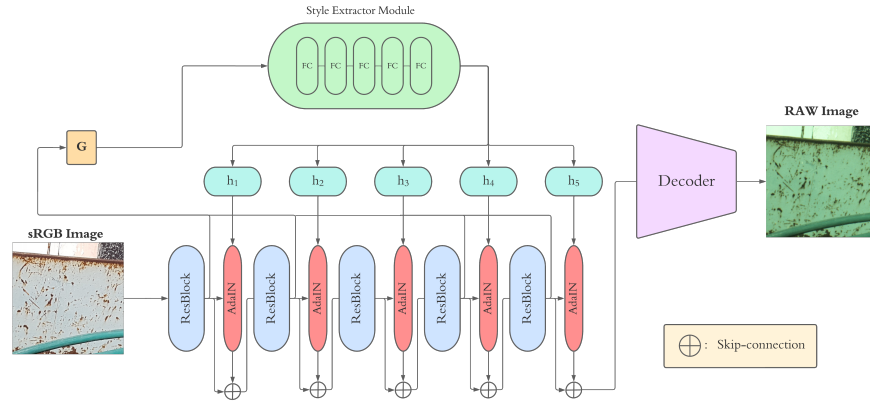 Style Extractor Module
FC FC FC FC FC
RAW Image
G
h1 h2 h3 h4 h5
Decoder
sRGB Image
ResBlock AdaIN ResBlock AdaIN ResBlock AdaIN ResBlock AdaIN ResBlock AdaIN
: Skip-connection